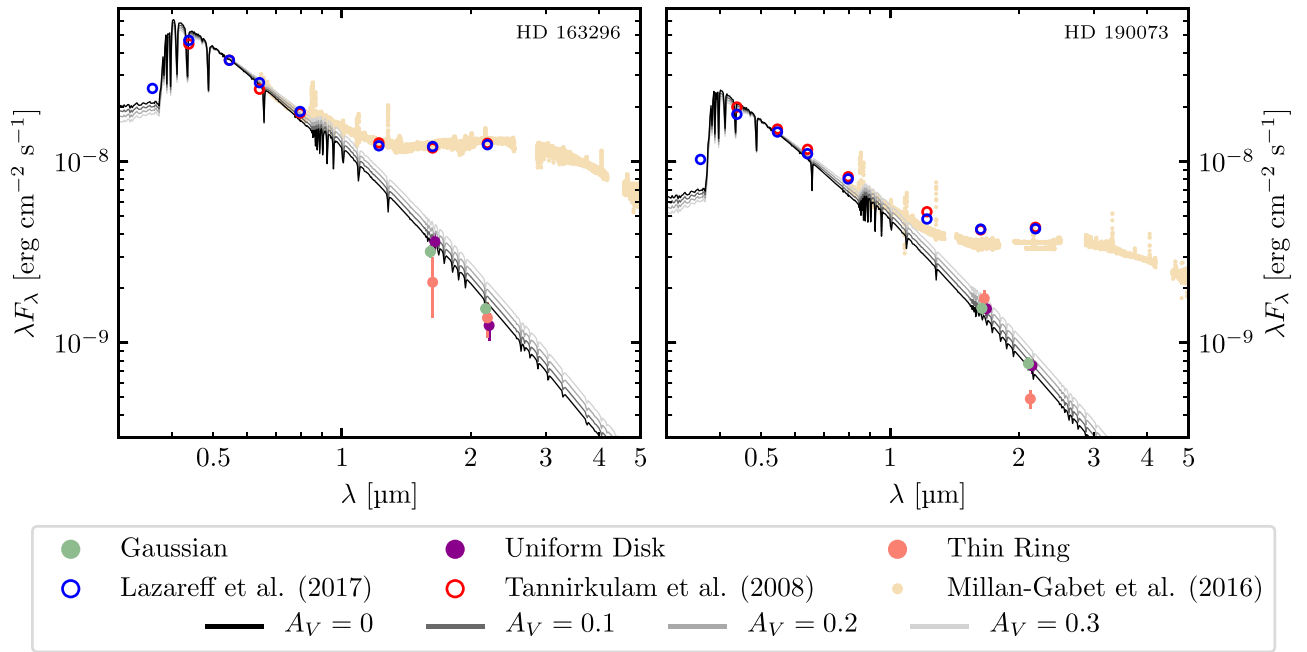 HD 163296
HD 190073
λF_λ [erg cm⁻² s⁻¹]
10⁻⁸
10⁻⁹
10⁻⁸
10⁻⁹
λF_λ [erg cm⁻² s⁻¹]
0.5 1 2 3 4 5
0.5 1 2 3 4 5
λ [µm]
λ [µm]
Gaussian Uniform Disk Thin Ring
Lazareff et al. (2017) Tannirkulam et al. (2008) Millan-Gabet et al. (2016)
A_V = 0 A_V = 0.1 A_V = 0.2 A_V = 0.3